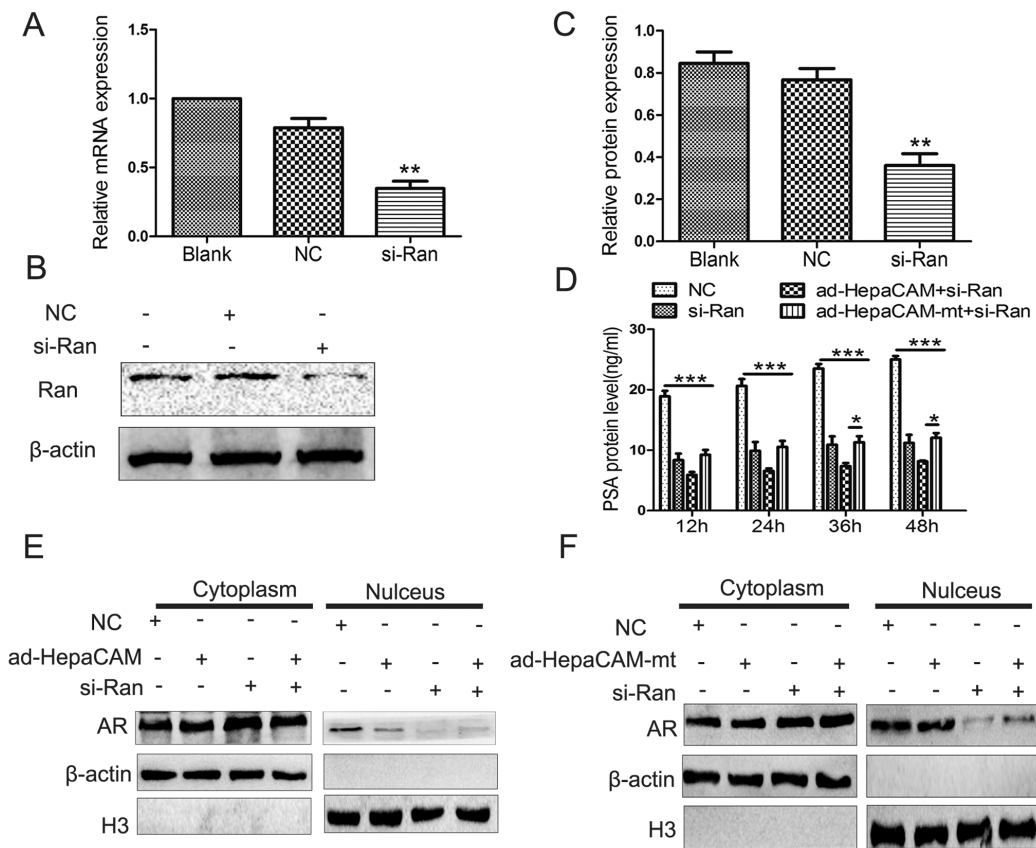 A
Relative mRNA expression
1.5
1.0
0.5
0.0
**
Blank NC si-Ran
C
Relative protein expression
0.8
0.6
0.4
0.2
0.0
**
Blank NC si-Ran
B
NC - + -
si-Ran - - +
Ran
β-actin
D
NC ad-HepaCAM+si-Ran
si-Ran ad-HepaCAM-mt+si-Ran
PSA protein level(ng/ml)
30
20
10
0
*** *** *** ***
* *
12h 24h 36h 48h
E
Cytoplasm Nulceus
NC + - - - + - - -
ad-HepaCAM - + - + - + - +
si-Ran - - + + - - + +
AR
β-actin
H3
F
Cytoplasm Nucleus
NC + - - - + - - -
ad-HepaCAM-mt - + - + - + - +
si-Ran - - + + - - + +
AR
β-actin
H3